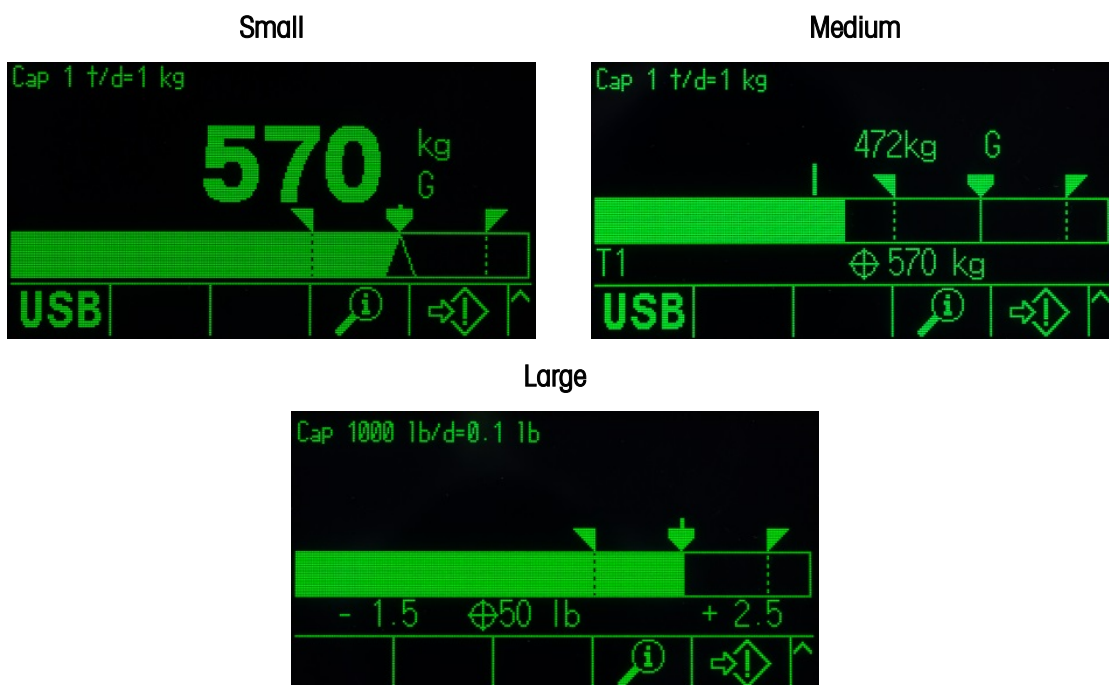 Small
Medium
Cap 1 t/d=1 kg
570 kg
G
USB
Cap 1 t/d=1 kg
472kg G
T1 570 kg
USB
Large
Cap 1000 lb/d=0.1 lb
- 1.5 50 lb + 2.5